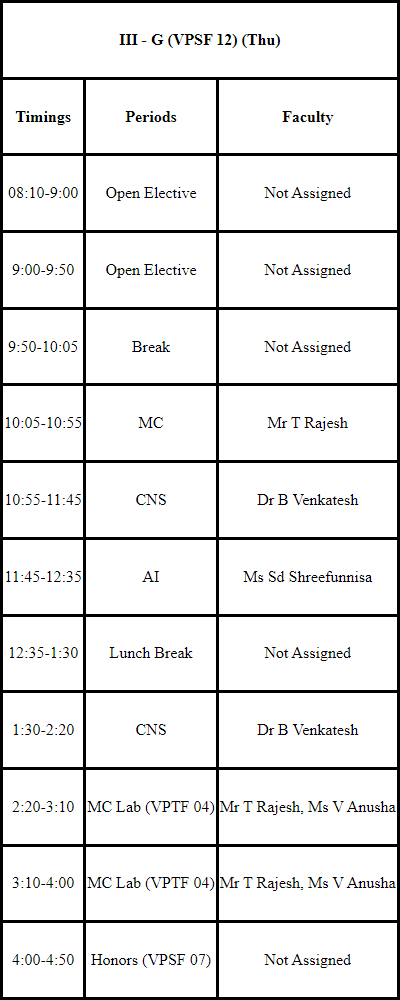 III - G (VPSF 12) (Thu)
Timings Periods Faculty
08:10-9:00 Open Elective Not Assigned
9:00-9:50 Open Elective Not Assigned
9:50-10:05 Break Not Assigned
10:05-10:55 MC Mr T Rajesh
10:55-11:45 CNS Dr B Venkatesh
11:45-12:35 AI Ms Sd Shreefunnisa
12:35-1:30 Lunch Break Not Assigned
1:30-2:20 CNS Dr B Venkatesh
2:20-3:10 MC Lab (VPTF 04) Mr T Rajesh, Ms V Anusha
3:10-4:00 MC Lab (VPTF 04) Mr T Rajesh, Ms V Anusha
4:00-4:50 Honors (VPSF 07) Not Assigned